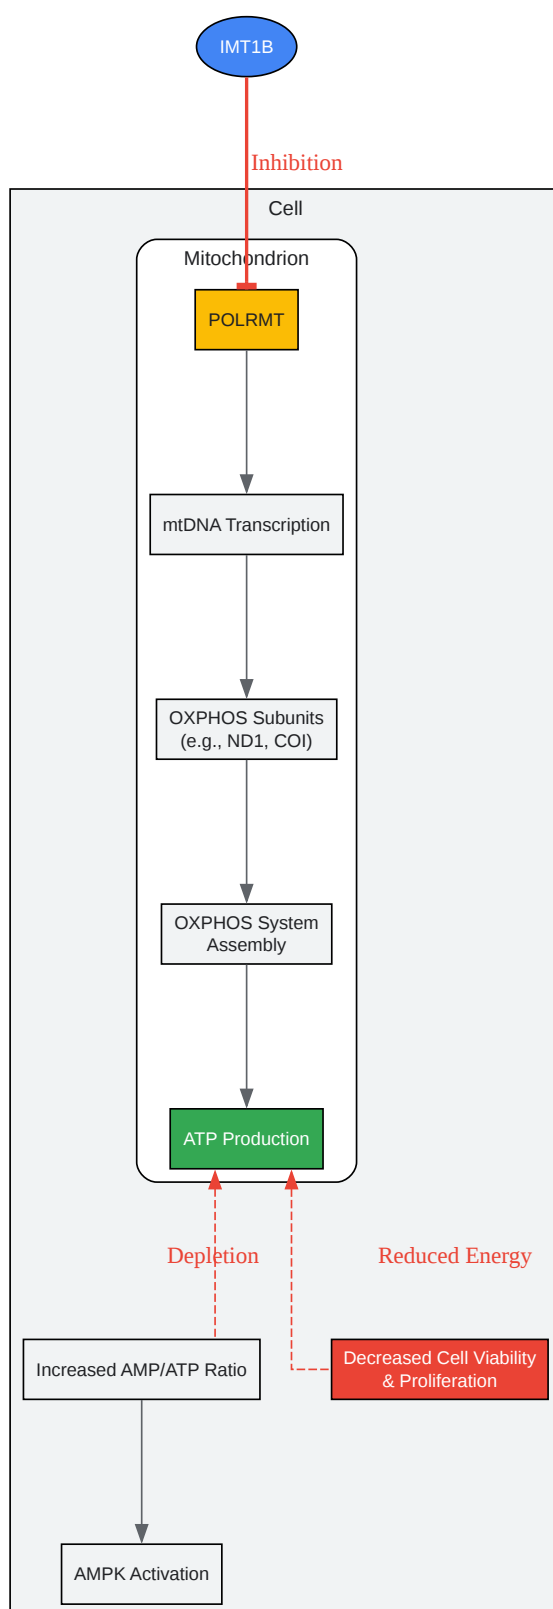 IMT1B
Inhibition
Cell
Mitochondrion
POLRMT
mtDNA Transcription
OXPHOS Subunits
(e.g., ND1, COI)
OXPHOS System
Assembly
ATP Production
Depletion
Reduced Energy
Increased AMP/ATP Ratio
Decreased Cell Viability
& Proliferation
AMPK Activation